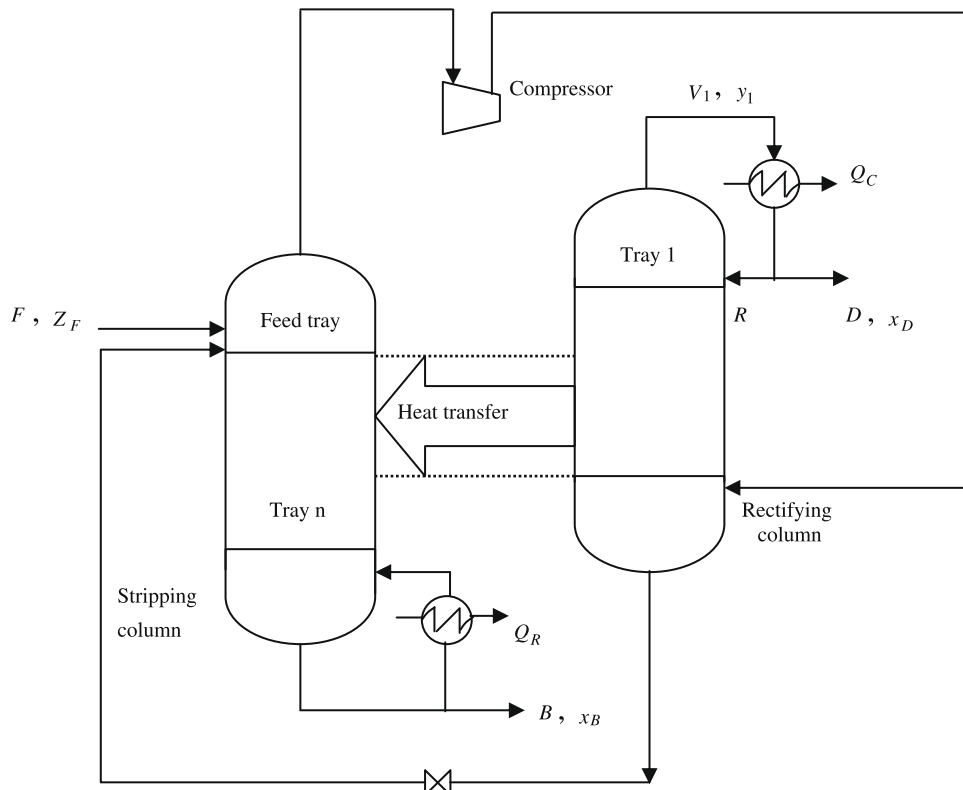 Compressor
V1, y1
QC
Tray 1
F, ZF
Feed tray
R
D, xD
Heat transfer
Tray n
Rectifying
column
Stripping
column
QR
B, xB